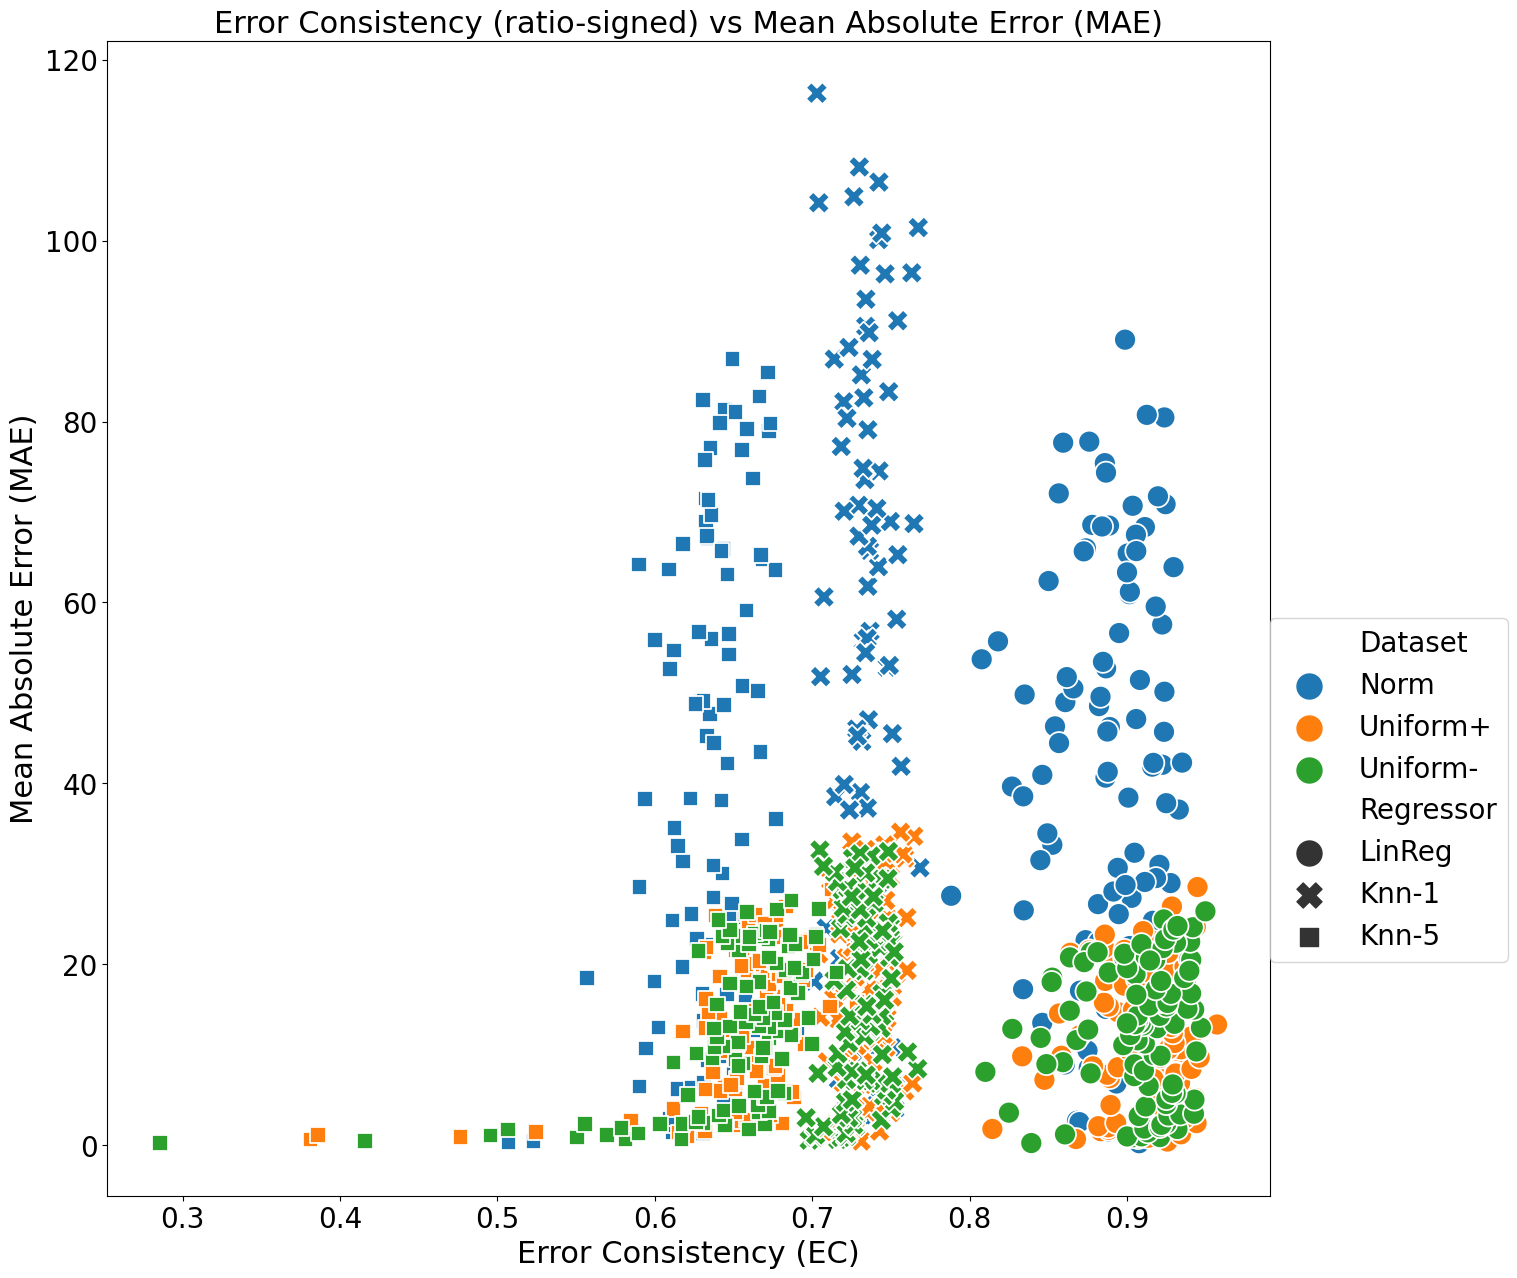 Error Consistency (ratio-signed) vs Mean Absolute Error (MAE)
120
100
80
60
40
20
0
Mean Absolute Error (MAE)
0.3 0.4 0.5 0.6 0.7 0.8 0.9
Error Consistency (EC)
Dataset
Norm
Uniform+
Uniform-
Regressor
LinReg
Knn-1
Knn-5